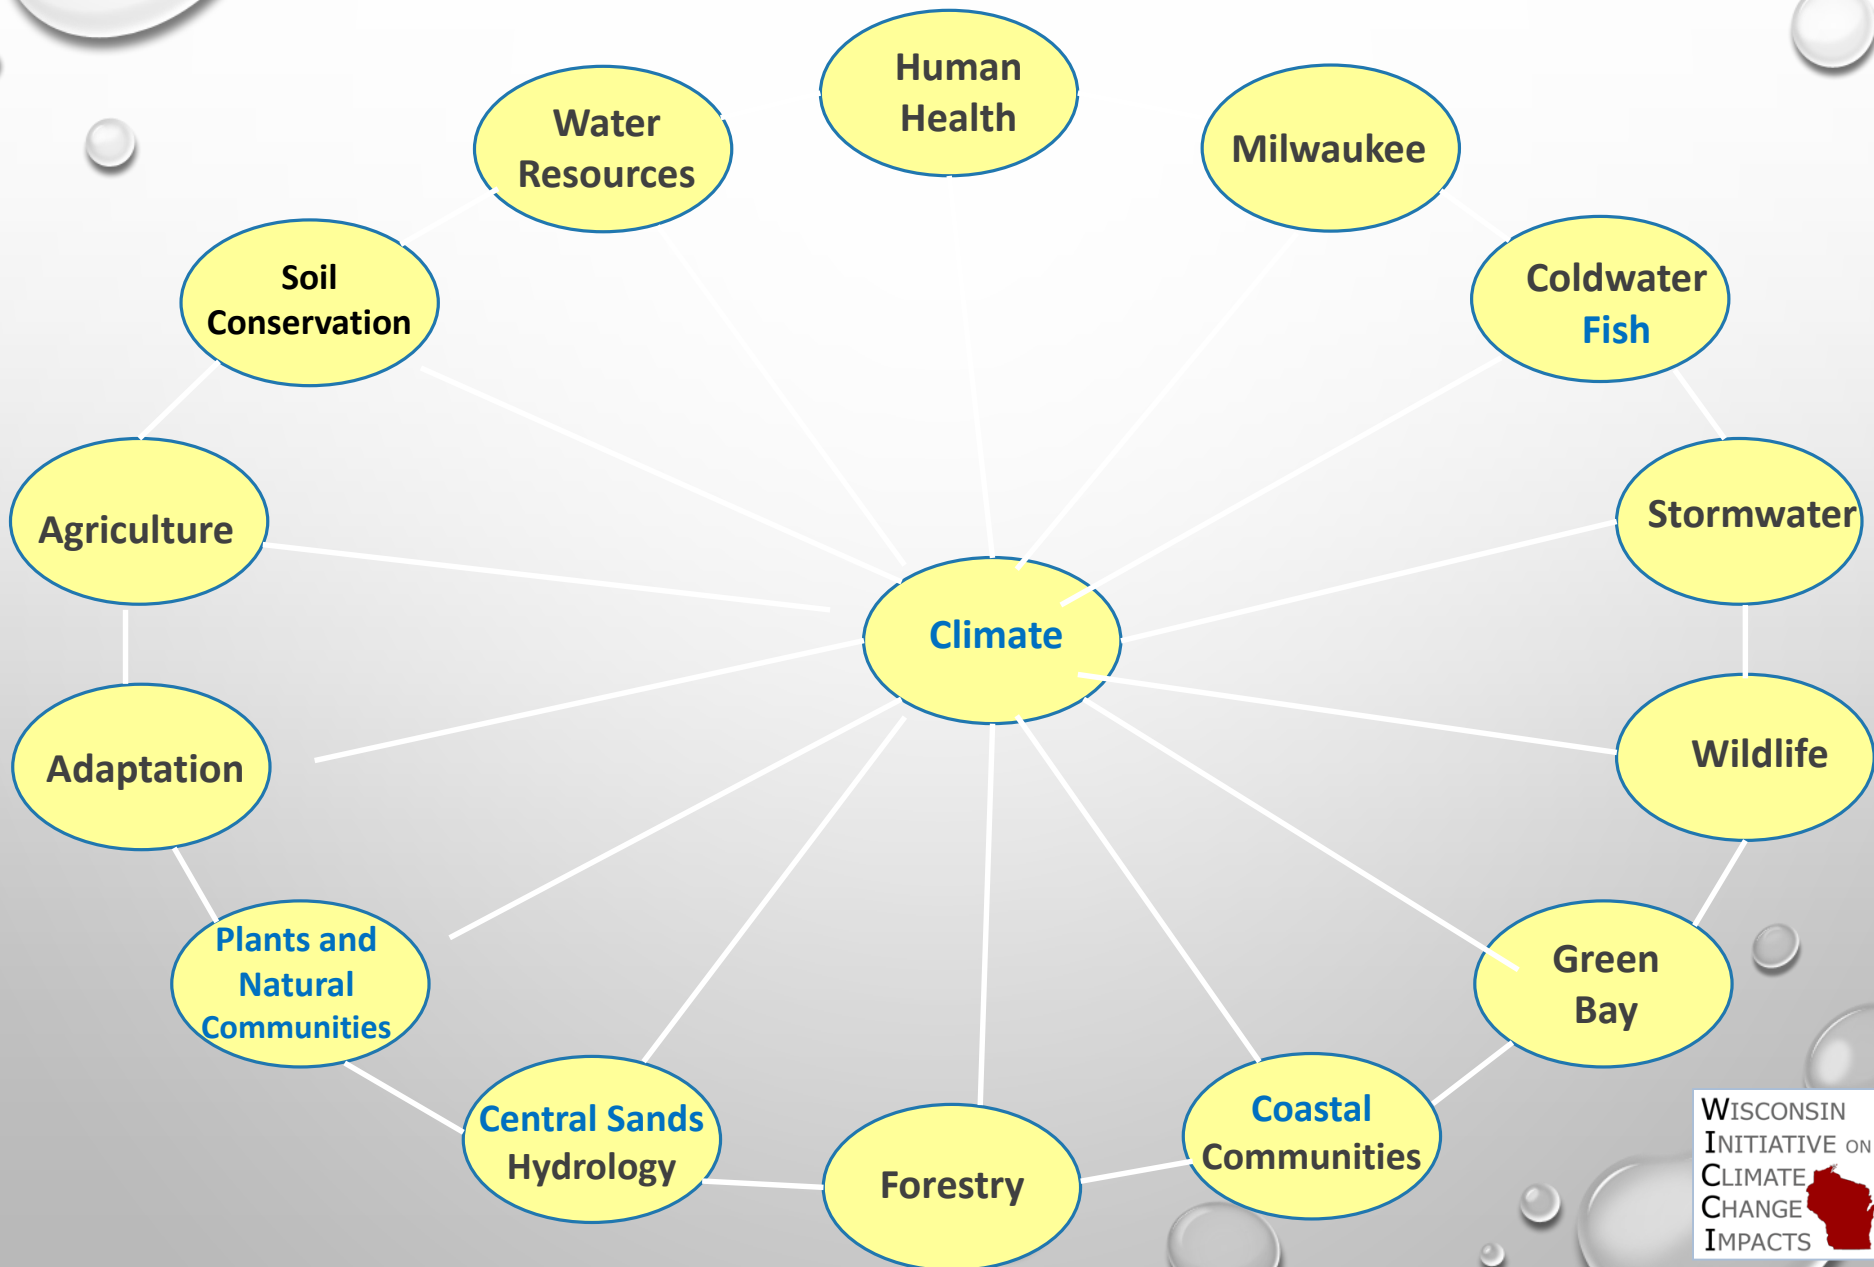 Human
Health
Water
Resources
Milwaukee
Soil
Conservation
Coldwater
Fish
Agriculture
Stormwater
Climate
Adaptation
Wildlife
Plants and
Natural
Communities
Green
Bay
Central Sands
Hydrology
Forestry
Coastal
Communities
WISCONSIN
INITIATIVE ON
CLIMATE
CHANGE
IMPACTS